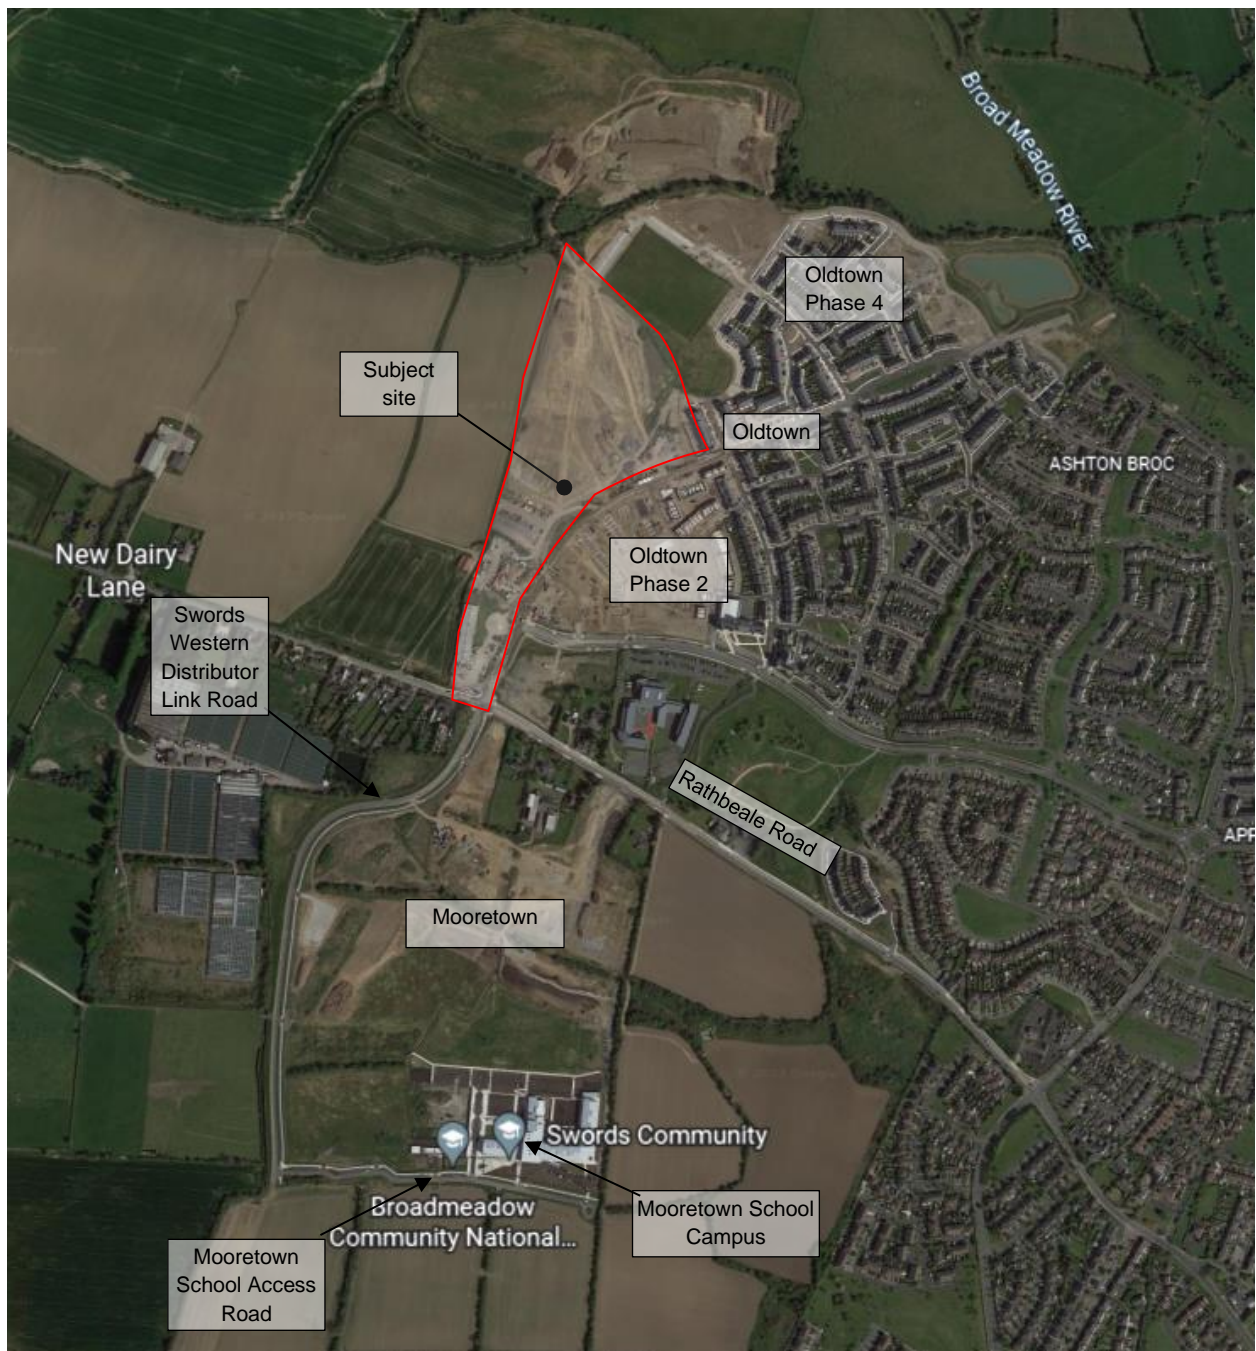 Broad Meadow River
Oldtown
Phase 4
Subject
site
Oldtown
ASHTON BROC
New Dairy
Lane
Oldtown
Phase 2
Swords
Western
Distributor
Link Road
Rathbeale Road
APP
Mooretown
Swords Community
Broadmeadow
Community National...
Mooretown School
Campus
Mooretown
School Access
Road